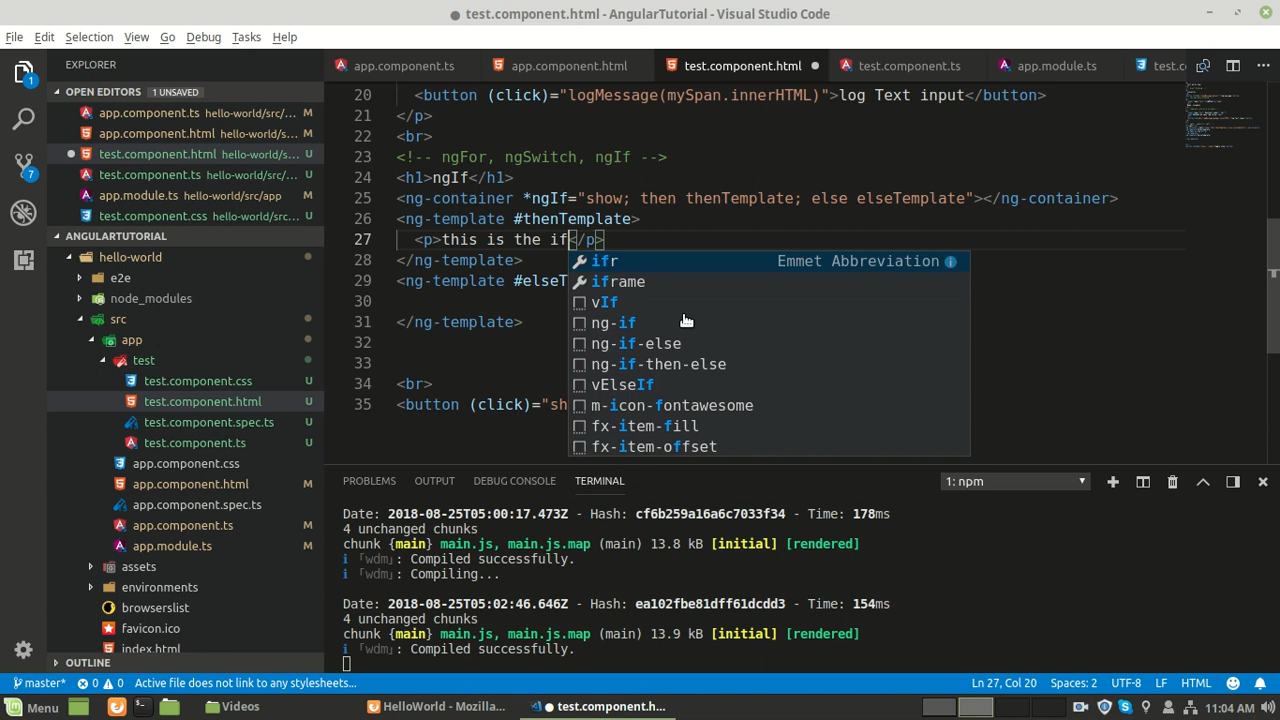 test.component.html - AngularTutorial - Visual Studio Code
File Edit Selection View Go Debug Tasks Help
EXPLORER
app.component.ts app.component.html test.component.html test.component.ts app.module.ts test.c
OPEN EDITORS 1 UNSAVED
app.component.ts hello-world/src/...
app.component.html hello-world/s...
test.component.html hello-world/s...
test.component.ts hello-world/src/...
app.module.ts hello-world/src/app
test.component.css hello-world/s...
ANGULARTUTORIAL
hello-world
e2e
node_modules
src
app
test
test.component.css U
test.component.html U
test.component.spec.ts U
test.component.ts U
app.component.css
app.component.html M
app.component.spec.ts
app.component.ts M
app.module.ts M
assets
environments
browserslist
favicon.ico
index.html
OUTLINE
1
7
20 <button (click)="logMessage(mySpan.innerHTML)">log Text input</button>
21 </p>
22 <br>
23 <!-- ngFor, ngSwitch, ngIf -->
24 <h1>ngIf</h1>
25 <ng-container *ngIf="show; then thenTemplate; else elseTemplate"></ng-container>
26 <ng-template #thenTemplate>
27 <p>this is the if</p>
28 </ng-template>
29 <ng-template #elseT
30
31 </ng-template>
32
33
34 <br>
35 <button (click)="sh
ifr Emmet Abbreviation
iframe
vIf
ng-if
ng-if-else
ng-if-then-else
vElseIf
m-icon-fontawesome
fx-item-fill
fx-item-offset
PROBLEMS OUTPUT DEBUG CONSOLE TERMINAL 1: npm
Date: 2018-08-25T05:00:17.473Z - Hash: cf6b259a16a6c7033f34 - Time: 178ms
4 unchanged chunks
chunk {main} main.js, main.js.map (main) 13.8 kB [initial] [rendered]
ℹ ｢wdm｣: Compiled successfully.
ℹ ｢wdm｣: Compiling...
Date: 2018-08-25T05:02:46.646Z - Hash: ea102fbe81dff61dcdd3 - Time: 154ms
4 unchanged chunks
chunk {main} main.js, main.js.map (main) 13.9 kB [initial] [rendered]
ℹ ｢wdm｣: Compiled successfully.
master* 0 0 Active file does not link to any stylesheets... Ln 27, Col 20 Spaces: 2 UTF-8 LF HTML
Menu Videos HelloWorld - Mozilla... test.component.h... 11:04 AM